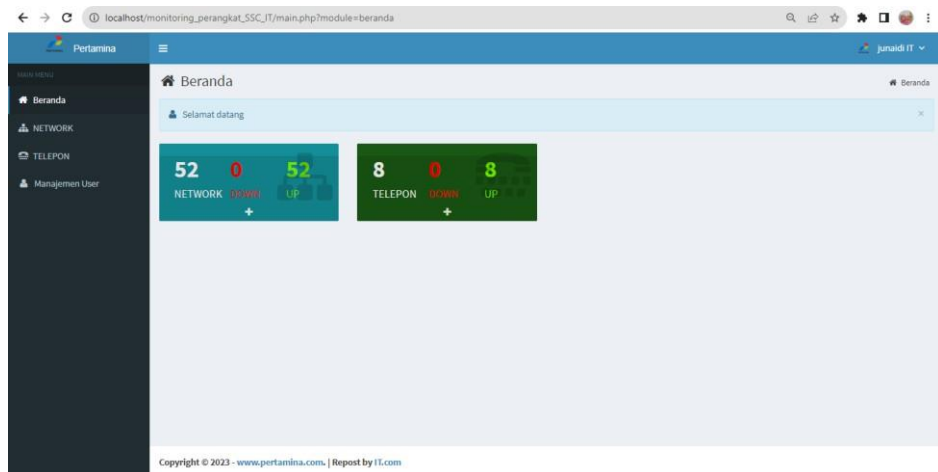 localhost/monitoring_perangkat_SSC_IT/main.php?module=beranda
Pertamina
junaidi IT
MAIN MENU
Beranda
NETWORK
TELEPON
Manajemen User
Beranda
Beranda
Selamat datang
×
52 0 52
NETWORK DOWN UP
8 0 8
TELEPON DOWN UP
Copyright © 2023 - www.pertamina.com. | Repost by IT.com